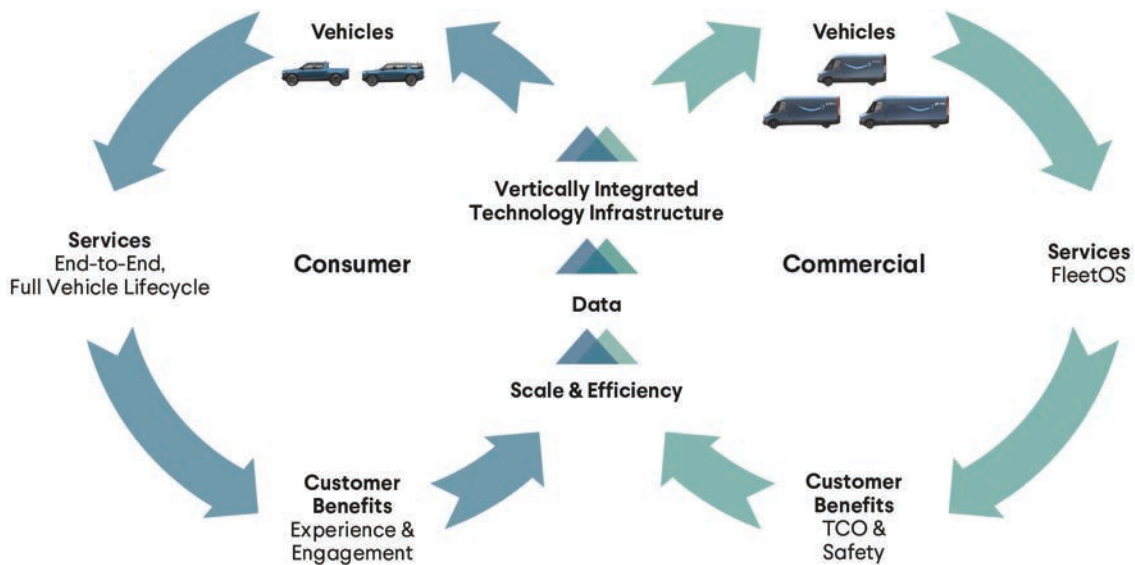 Vehicles
Vehicles
Vertically Integrated
Technology Infrastructure
Services
End-to-End,
Full Vehicle Lifecycle
Consumer
Commercial
Services
FleetOS
Data
Scale & Efficiency
Customer
Benefits
Experience &
Engagement
Customer
Benefits
TCO &
Safety